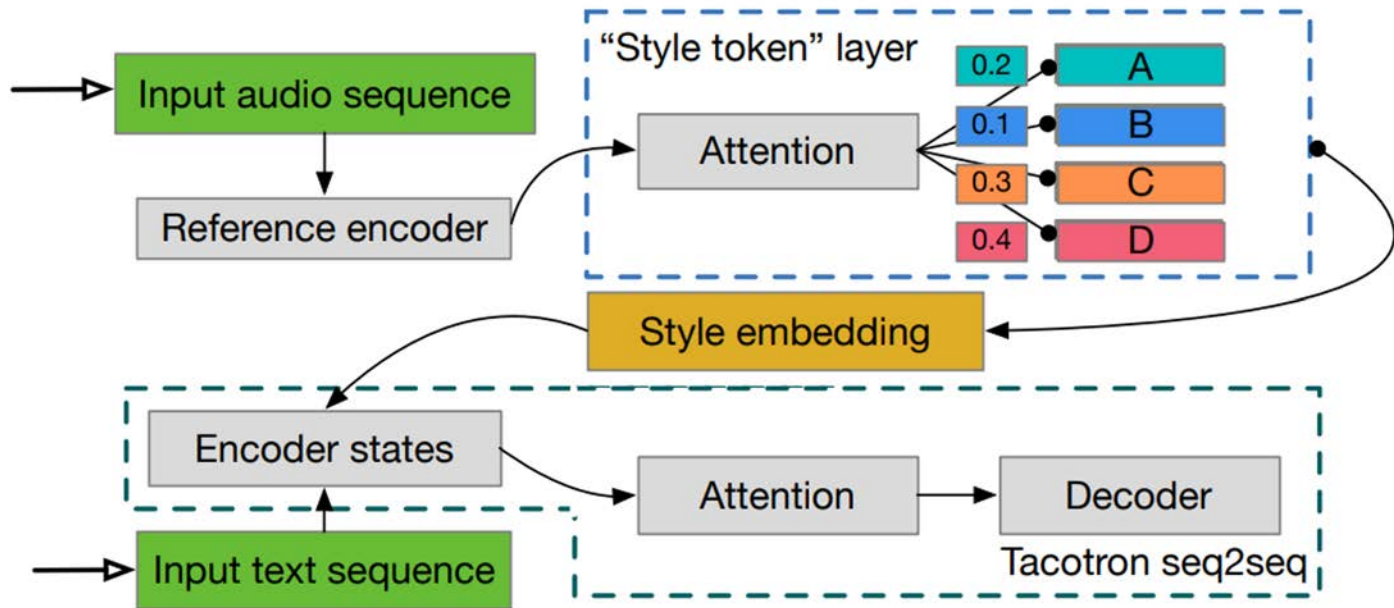 “Style token” layer
Input audio sequence
Reference encoder
Attention
0.2 A
0.1 B
0.3 C
0.4 D
Style embedding
Encoder states
Attention
Decoder
Input text sequence
Tacotron seq2seq